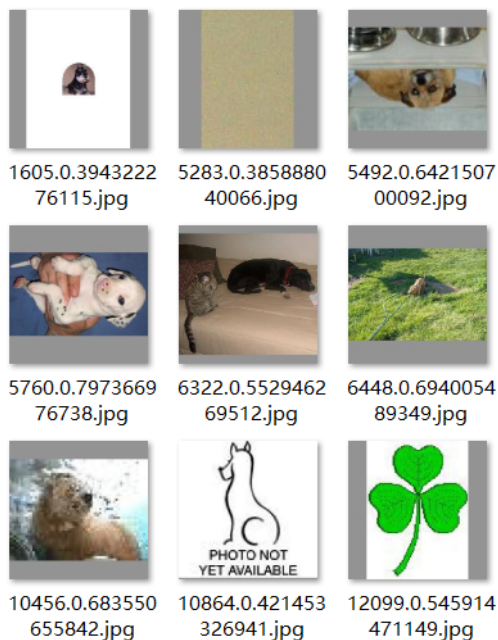 1605.0.3943222
76115.jpg
5283.0.3858880
40066.jpg
5492.0.6421507
00092.jpg
5760.0.7973669
76738.jpg
6322.0.5529462
69512.jpg
6448.0.6940054
89349.jpg
PHOTO NOT
YET AVAILABLE
10456.0.683550
655842.jpg
10864.0.421453
326941.jpg
12099.0.545914
471149.jpg